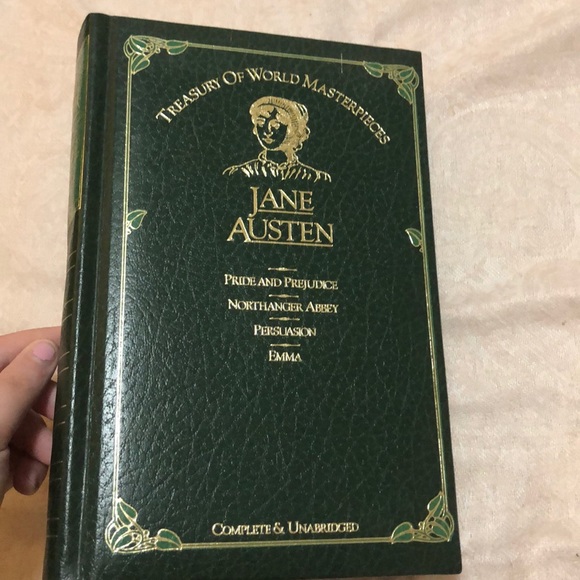 Treasury Of World Masterpieces
Jane
Austen
Pride and Prejudice
Northanger Abbey
Persuasion
Emma
Complete & Unabridged